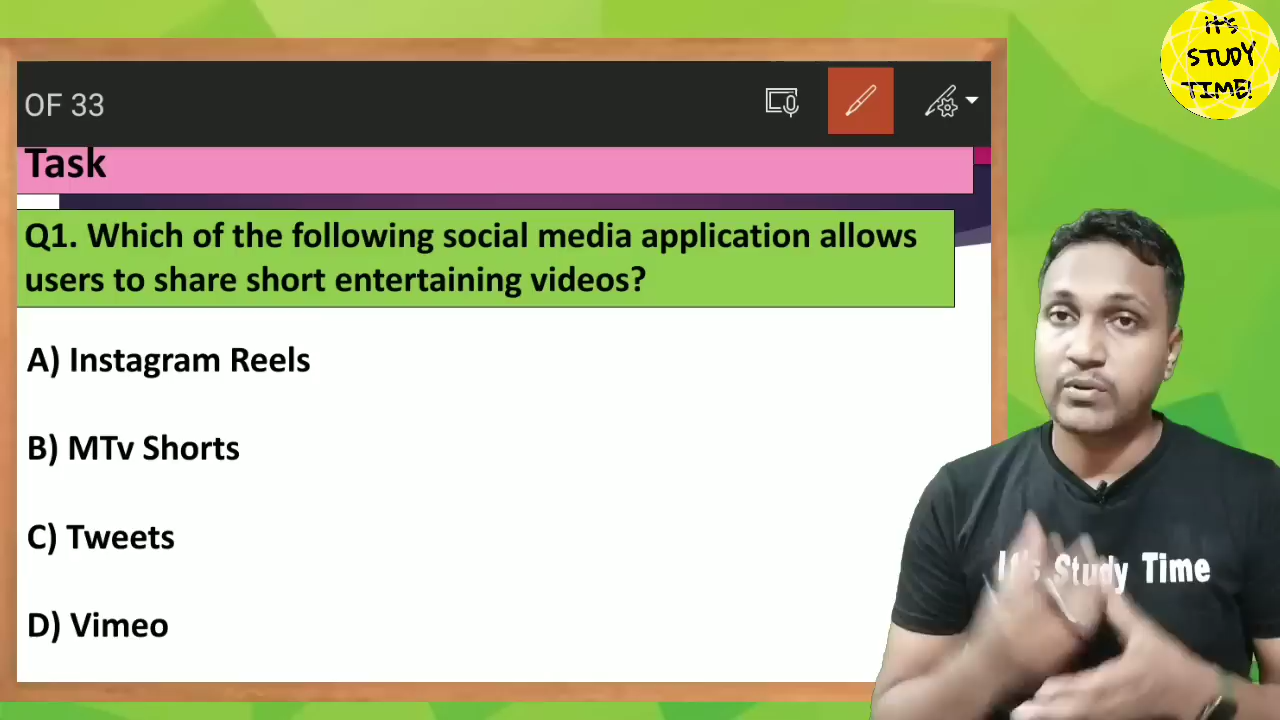 It's
STUDY
TIME!
OF 33
Task
Q1. Which of the following social media application allows
users to share short entertaining videos?
A) Instagram Reels
B) MTv Shorts
C) Tweets
D) Vimeo
It's Study Time